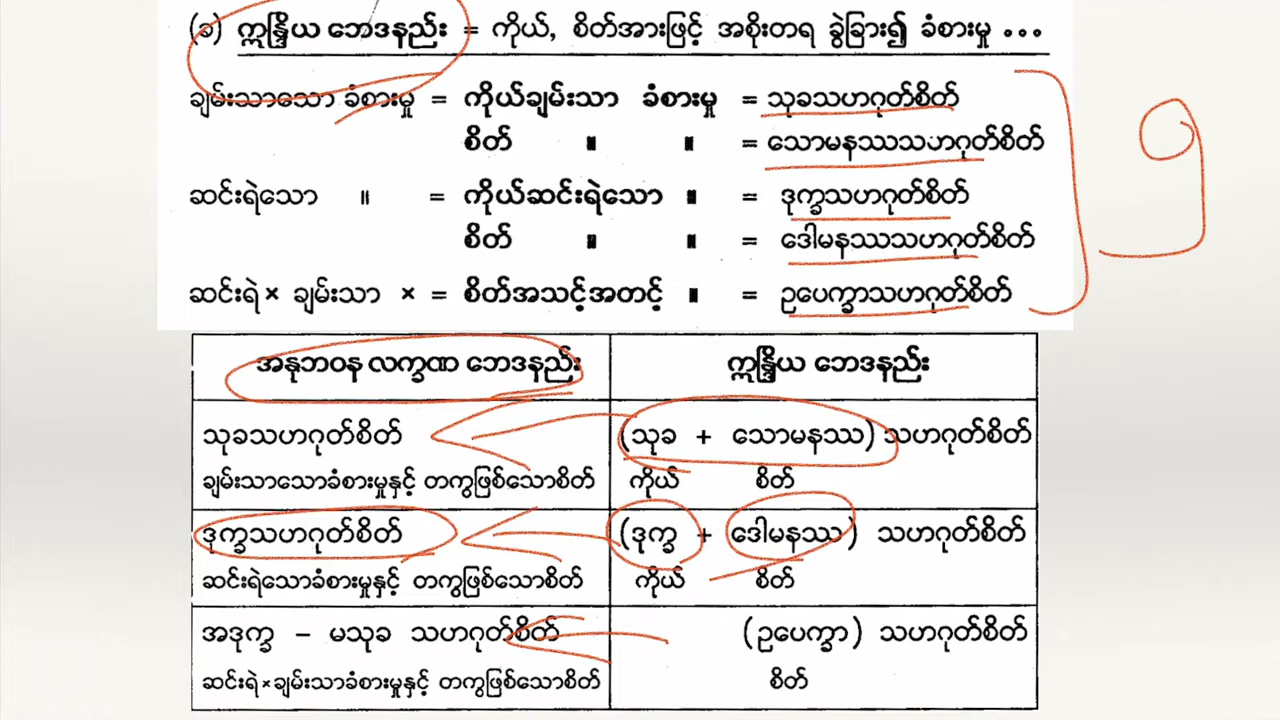 (ခ) ဣန္ဒြိယ ဘေဒနည်း = ကိုယ်, စိတ်အားဖြင့် အစိုးတရ ခွဲခြား၍ ခံစားမှု ...
ချမ်းသာသော ခံစားမှု = ကိုယ်ချမ်းသာ ခံစားမှု = သုခသဟဂုတ်စိတ်
စိတ် " " = သောမနဿသဟဂုတ်စိတ်
ဆင်းရဲသော " = ကိုယ်ဆင်းရဲသော " = ဒုက္ခသဟဂုတ်စိတ်
စိတ် " " = ဒေါမနဿသဟဂုတ်စိတ်
ဆင်းရဲ × ချမ်းသာ × = စိတ်အသင့်အတင့် " = ဥပေက္ခာသဟဂုတ်စိတ်
၅
အနုဘဝန လက္ခဏ ဘေဒနည်း ဣန္ဒြိယ ဘေဒနည်း
သုခသဟဂုတ်စိတ် (သုခ + သောမနဿ) သဟဂုတ်စိတ်
ချမ်းသာသောခံစားမှုနှင့် တကွဖြစ်သောစိတ် ကိုယ် စိတ်
ဒုက္ခသဟဂုတ်စိတ် (ဒုက္ခ + ဒေါမနဿ) သဟဂုတ်စိတ်
ဆင်းရဲသောခံစားမှုနှင့် တကွဖြစ်သောစိတ် ကိုယ် စိတ်
အဒုက္ခ – မသုခ သဟဂုတ်စိတ် (ဥပေက္ခာ) သဟဂုတ်စိတ်
ဆင်းရဲ×ချမ်းသာခံစားမှုနှင့် တကွဖြစ်သောစိတ် စိတ်